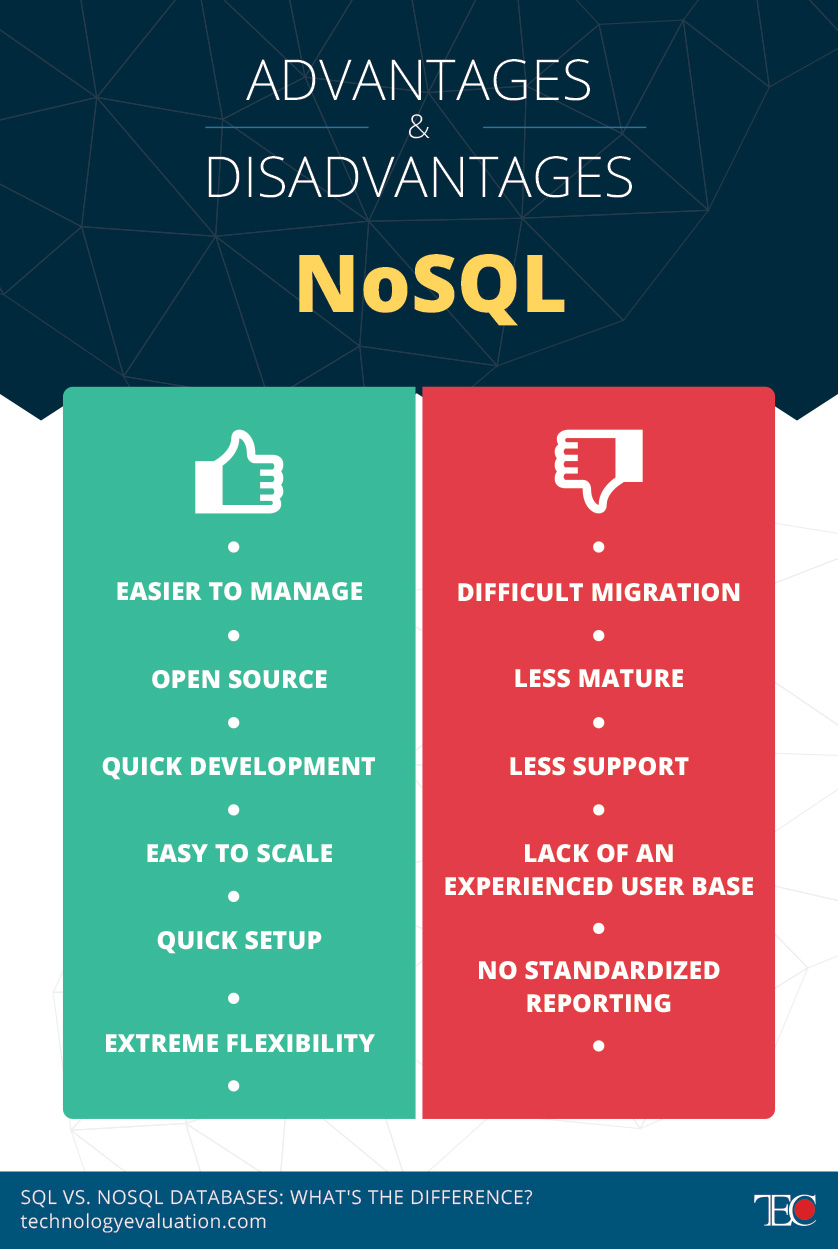 ADVANTAGES
&
DISADVANTAGES
NoSQL
EASIER TO MANAGE
OPEN SOURCE
QUICK DEVELOPMENT
EASY TO SCALE
QUICK SETUP
EXTREME FLEXIBILITY
DIFFICULT MIGRATION
LESS MATURE
LESS SUPPORT
LACK OF AN
EXPERIENCED USER BASE
NO STANDARDIZED
REPORTING
SQL VS. NOSQL DATABASES: WHAT'S THE DIFFERENCE?
technologyevaluation.com
TEC